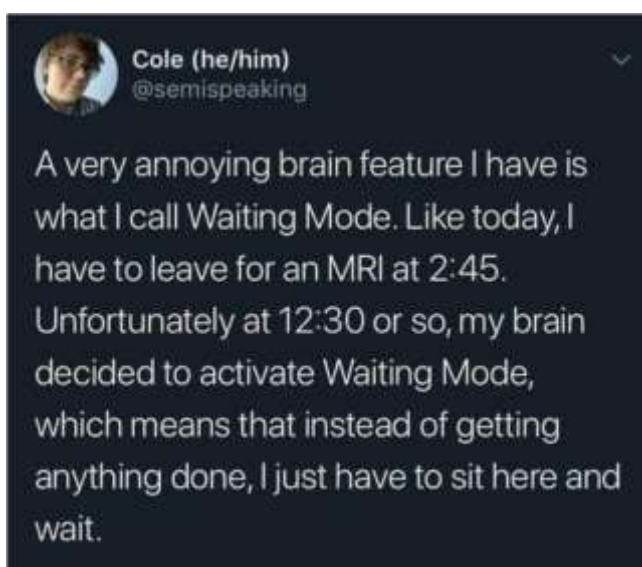 Cole (he/him)
@semispeaking
A very annoying brain feature I have is
what I call Waiting Mode. Like today, I
have to leave for an MRI at 2:45.
Unfortunately at 12:30 or so, my brain
decided to activate Waiting Mode,
which means that instead of getting
anything done, I just have to sit here and
wait.